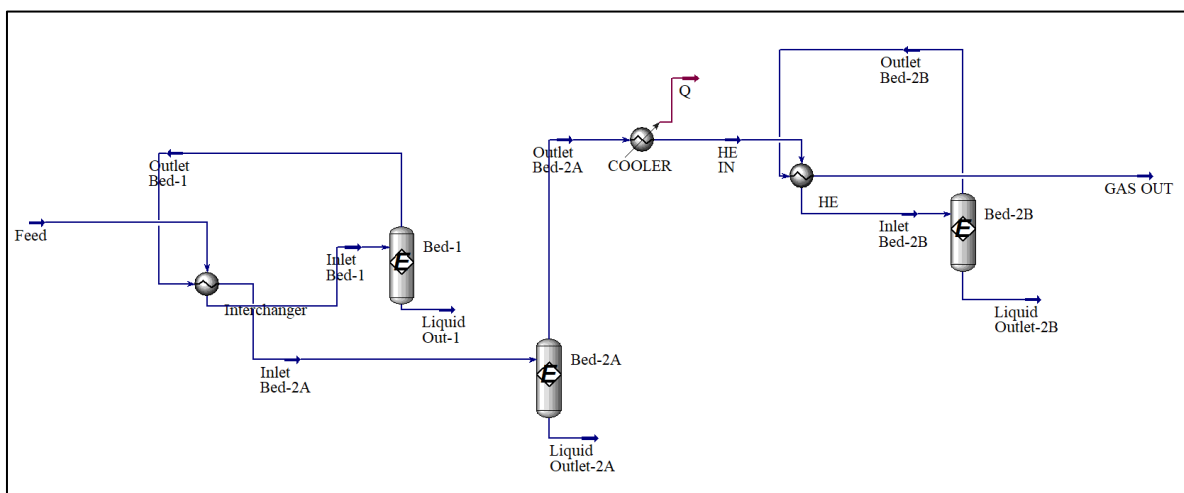 Outlet
Bed-2B
Q
Outlet
Bed-2A
COOLER
HE
IN
Outlet
Bed-1
GAS OUT
HE
Inlet
Bed-2B
Bed-2B
Feed
Inlet
Bed-1
Bed-1
E
E
Interchanger
Liquid
Out-1
Liquid
Outlet-2B
Inlet
Bed-2A
Bed-2A
E
Liquid
Outlet-2A